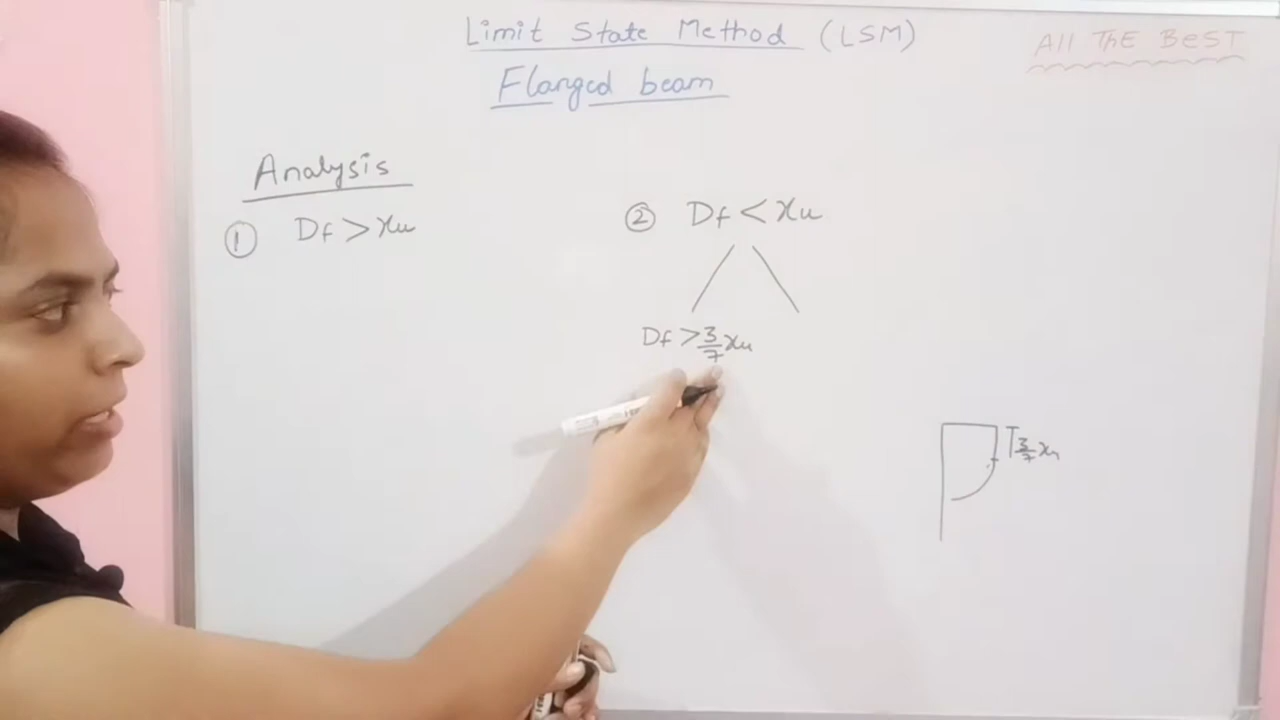 Limit State Method (LSM)
ALL THE BEST
Flanged beam
Analysis
① Df > xu
② Df < xu
Df > 3/7 xu
3/7 xu